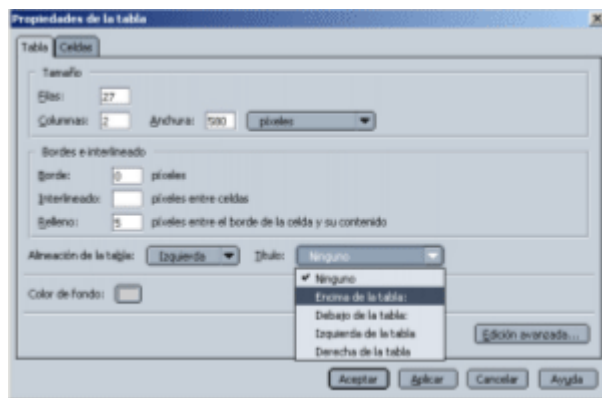 Propiedades de la tabla
Tabla Celdas
Tamaño
Filas: 27
Columnas: 2 Anchura: 500 píxeles
Bordes e interlineado
Borde: 0 píxeles
Interlineado: píxeles entre celdas
Relleno: 5 píxeles entre el borde de la celda y su contenido
Alineación de la tabla: Izquierda Título: Ninguno
Ninguno
Encima de la tabla:
Debajo de la tabla:
Izquierda de la tabla
Derecha de la tabla
Color de fondo:
Edición avanzada...
Aceptar Aplicar Cancelar Ayuda